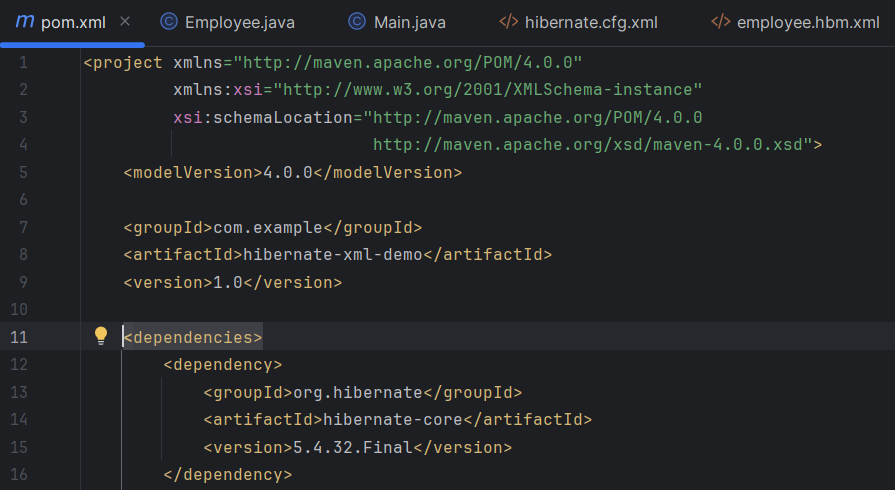 pom.xml Employee.java Main.java hibernate.cfg.xml employee.hbm.xml
1 <project xmlns="http://maven.apache.org/POM/4.0.0"
2 xmlns:xsi="http://www.w3.org/2001/XMLSchema-instance"
3 xsi:schemaLocation="http://maven.apache.org/POM/4.0.0
4 http://maven.apache.org/xsd/maven-4.0.0.xsd">
5 <modelVersion>4.0.0</modelVersion>
6
7 <groupId>com.example</groupId>
8 <artifactId>hibernate-xml-demo</artifactId>
9 <version>1.0</version>
10
11 <dependencies>
12 <dependency>
13 <groupId>org.hibernate</groupId>
14 <artifactId>hibernate-core</artifactId>
15 <version>5.4.32.Final</version>
16 </dependency>